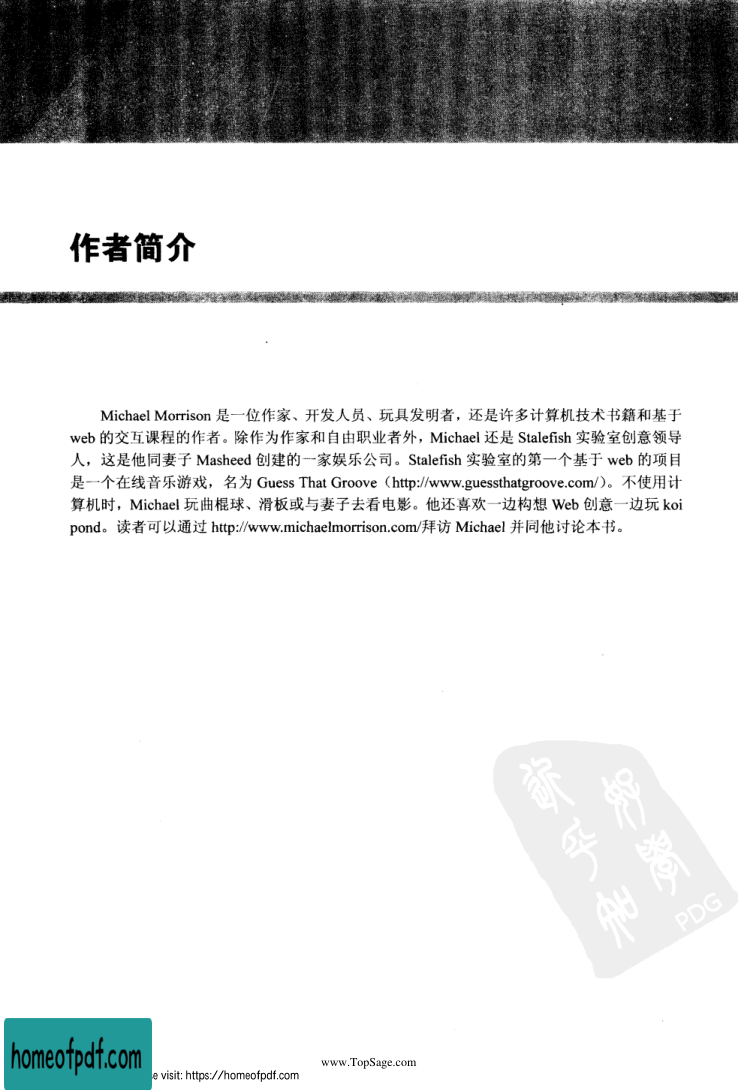 作者简介
Michael Morrison 是一位作家、开发人员、玩具发明者，还是许多计算机技术书籍和基于
web 的交互课程的作者。除作为作家和自由职业者外，Michael 还是 Stalefish 实验室创意领导
人，这是他同妻子 Masheed 创建的一家娱乐公司。Stalefish 实验室的第一个基于 web 的项目
是一个在线音乐游戏，名为 Guess That Groove（http://www.guessthatgroove.com/）。不使用计
算机时，Michael 玩曲棍球、滑板或与妻子去看电影。他还喜欢一边构想 Web 创意一边玩 koi
pond。读者可以通过 http://www.michaelmorrison.com/拜访 Michael 并同他讨论本书。
好學
PDG
homeofpdf.com
www.TopSage.com
visit: https://homeofpdf.com